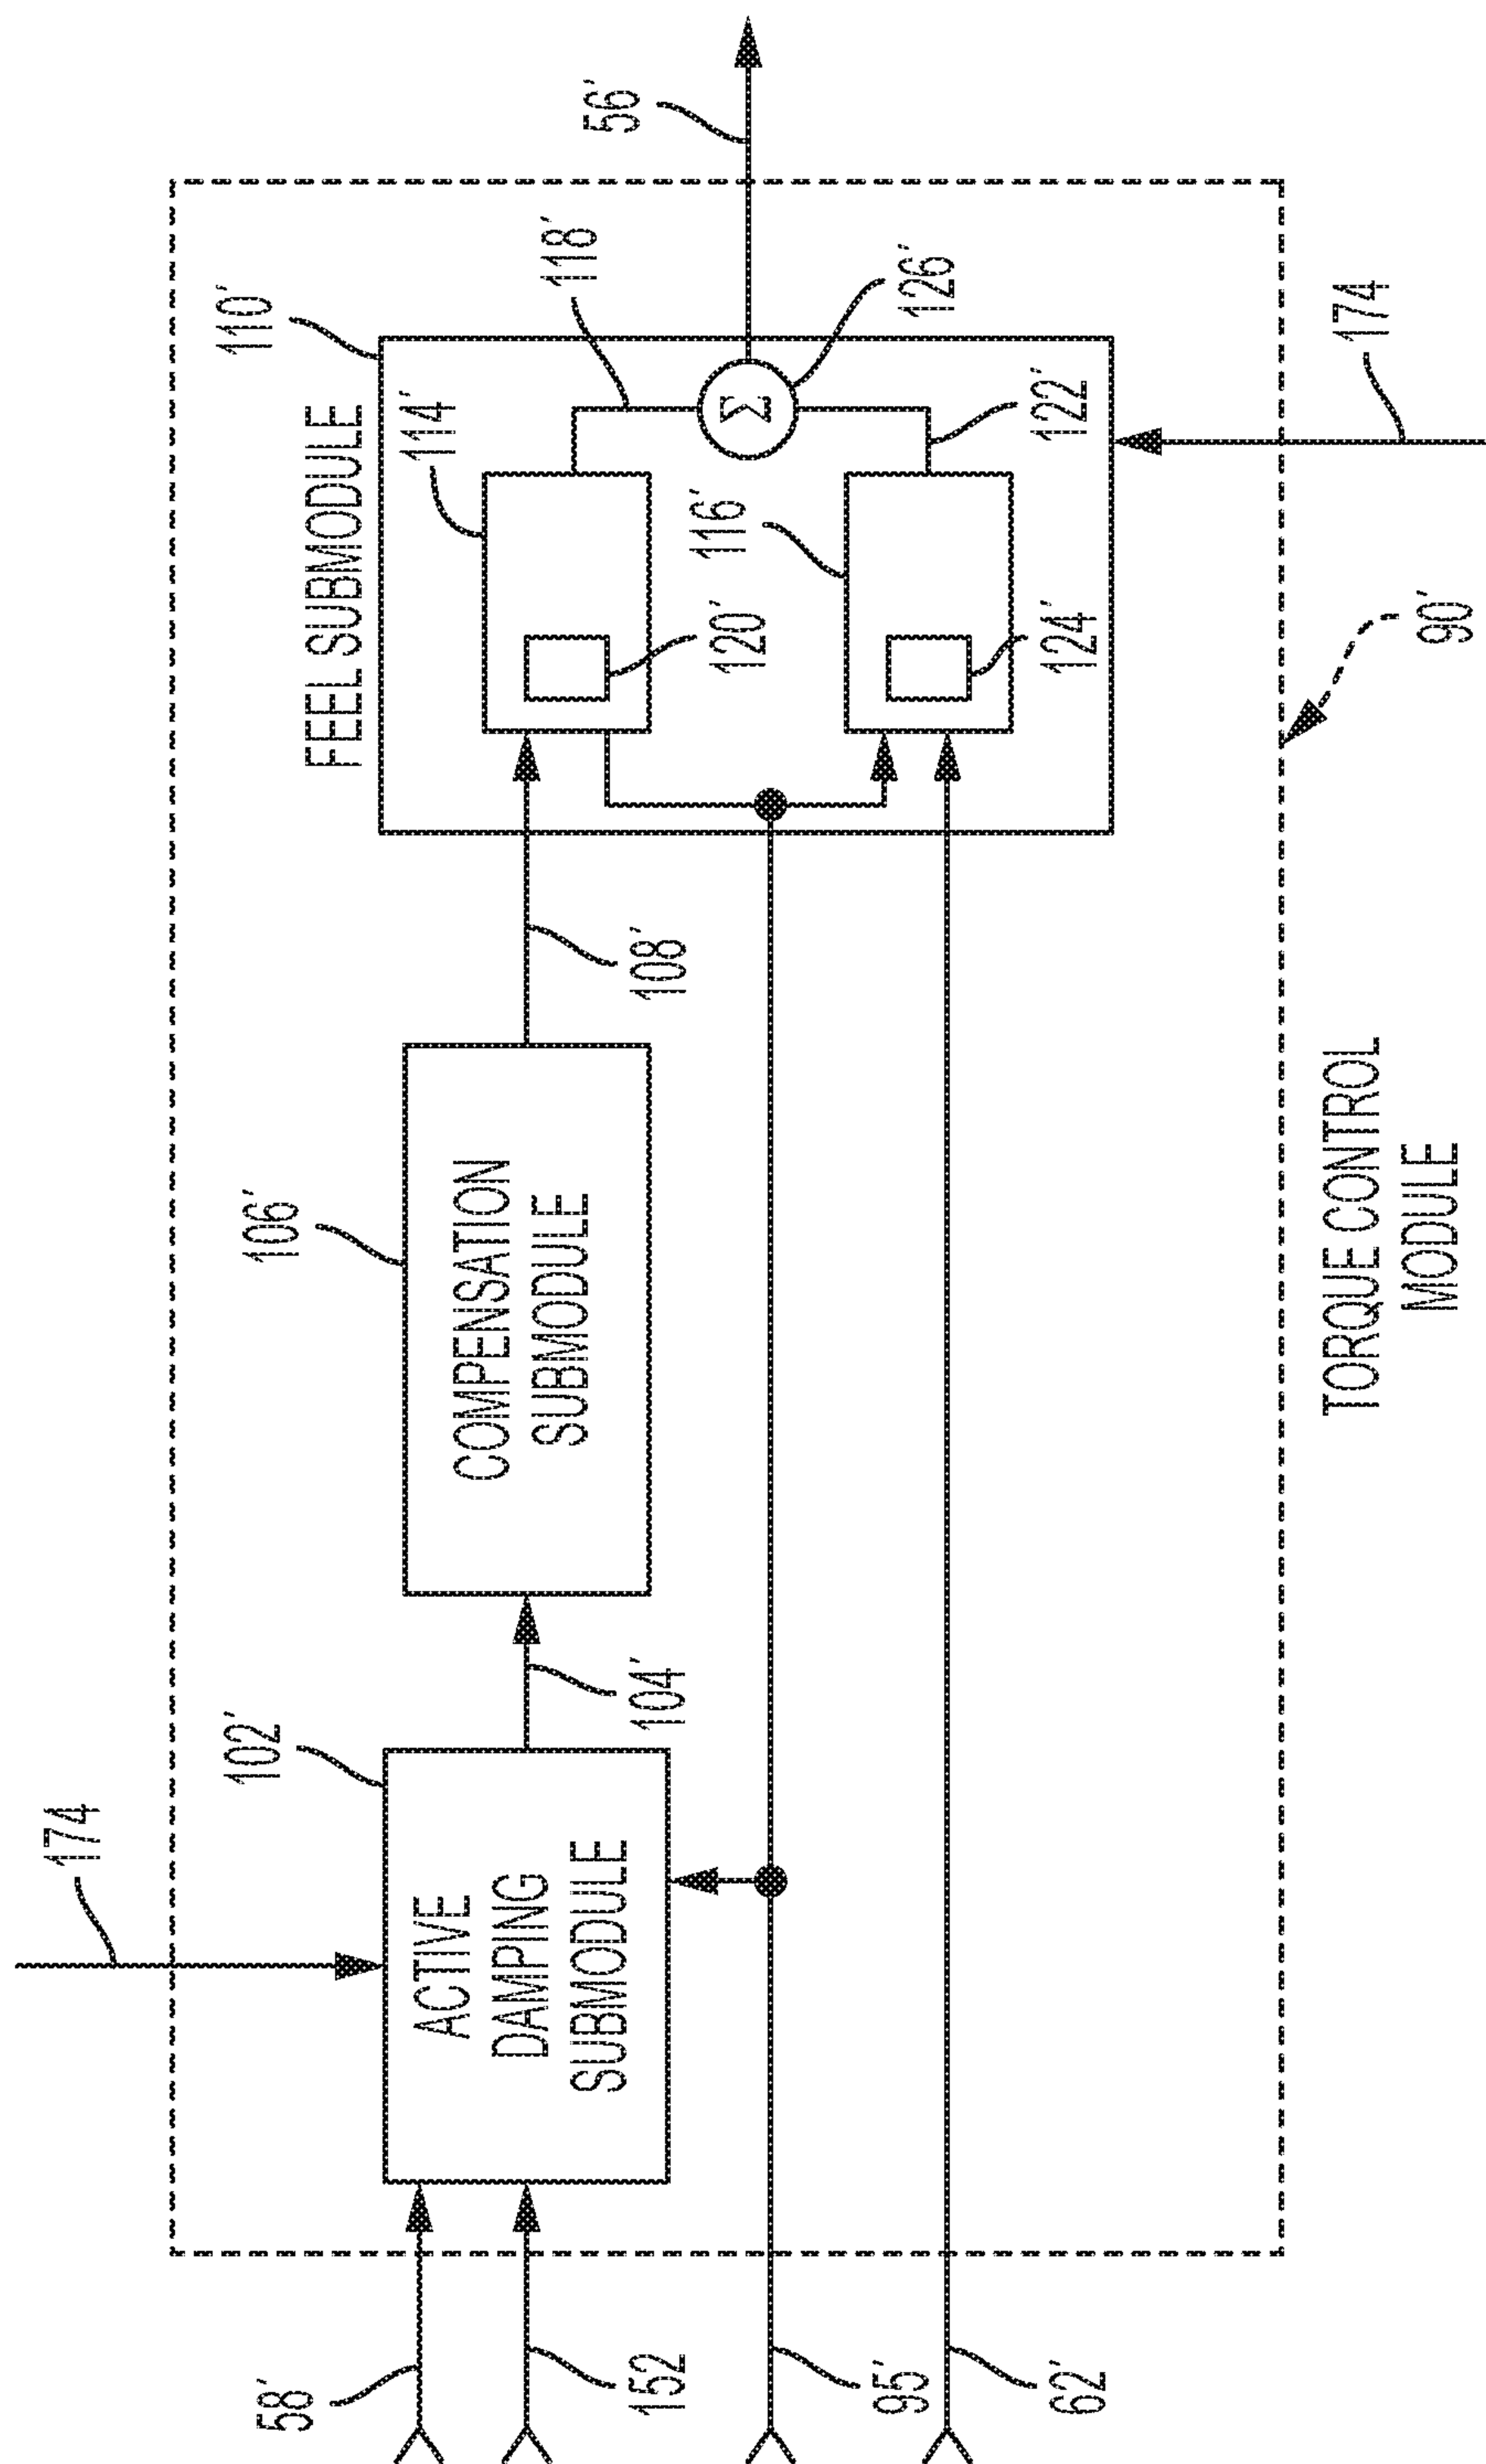 174
58′
152
95′
62′
102′
ACTIVE
DAMPING
SUBMODULE
104′
106′
COMPENSATION
SUBMODULE
108′
FEEL SUBMODULE
110′
114′
120′
116′
124′
118′
Σ
126′
122′
56′
174
90′
TORQUE CONTROL
MODULE